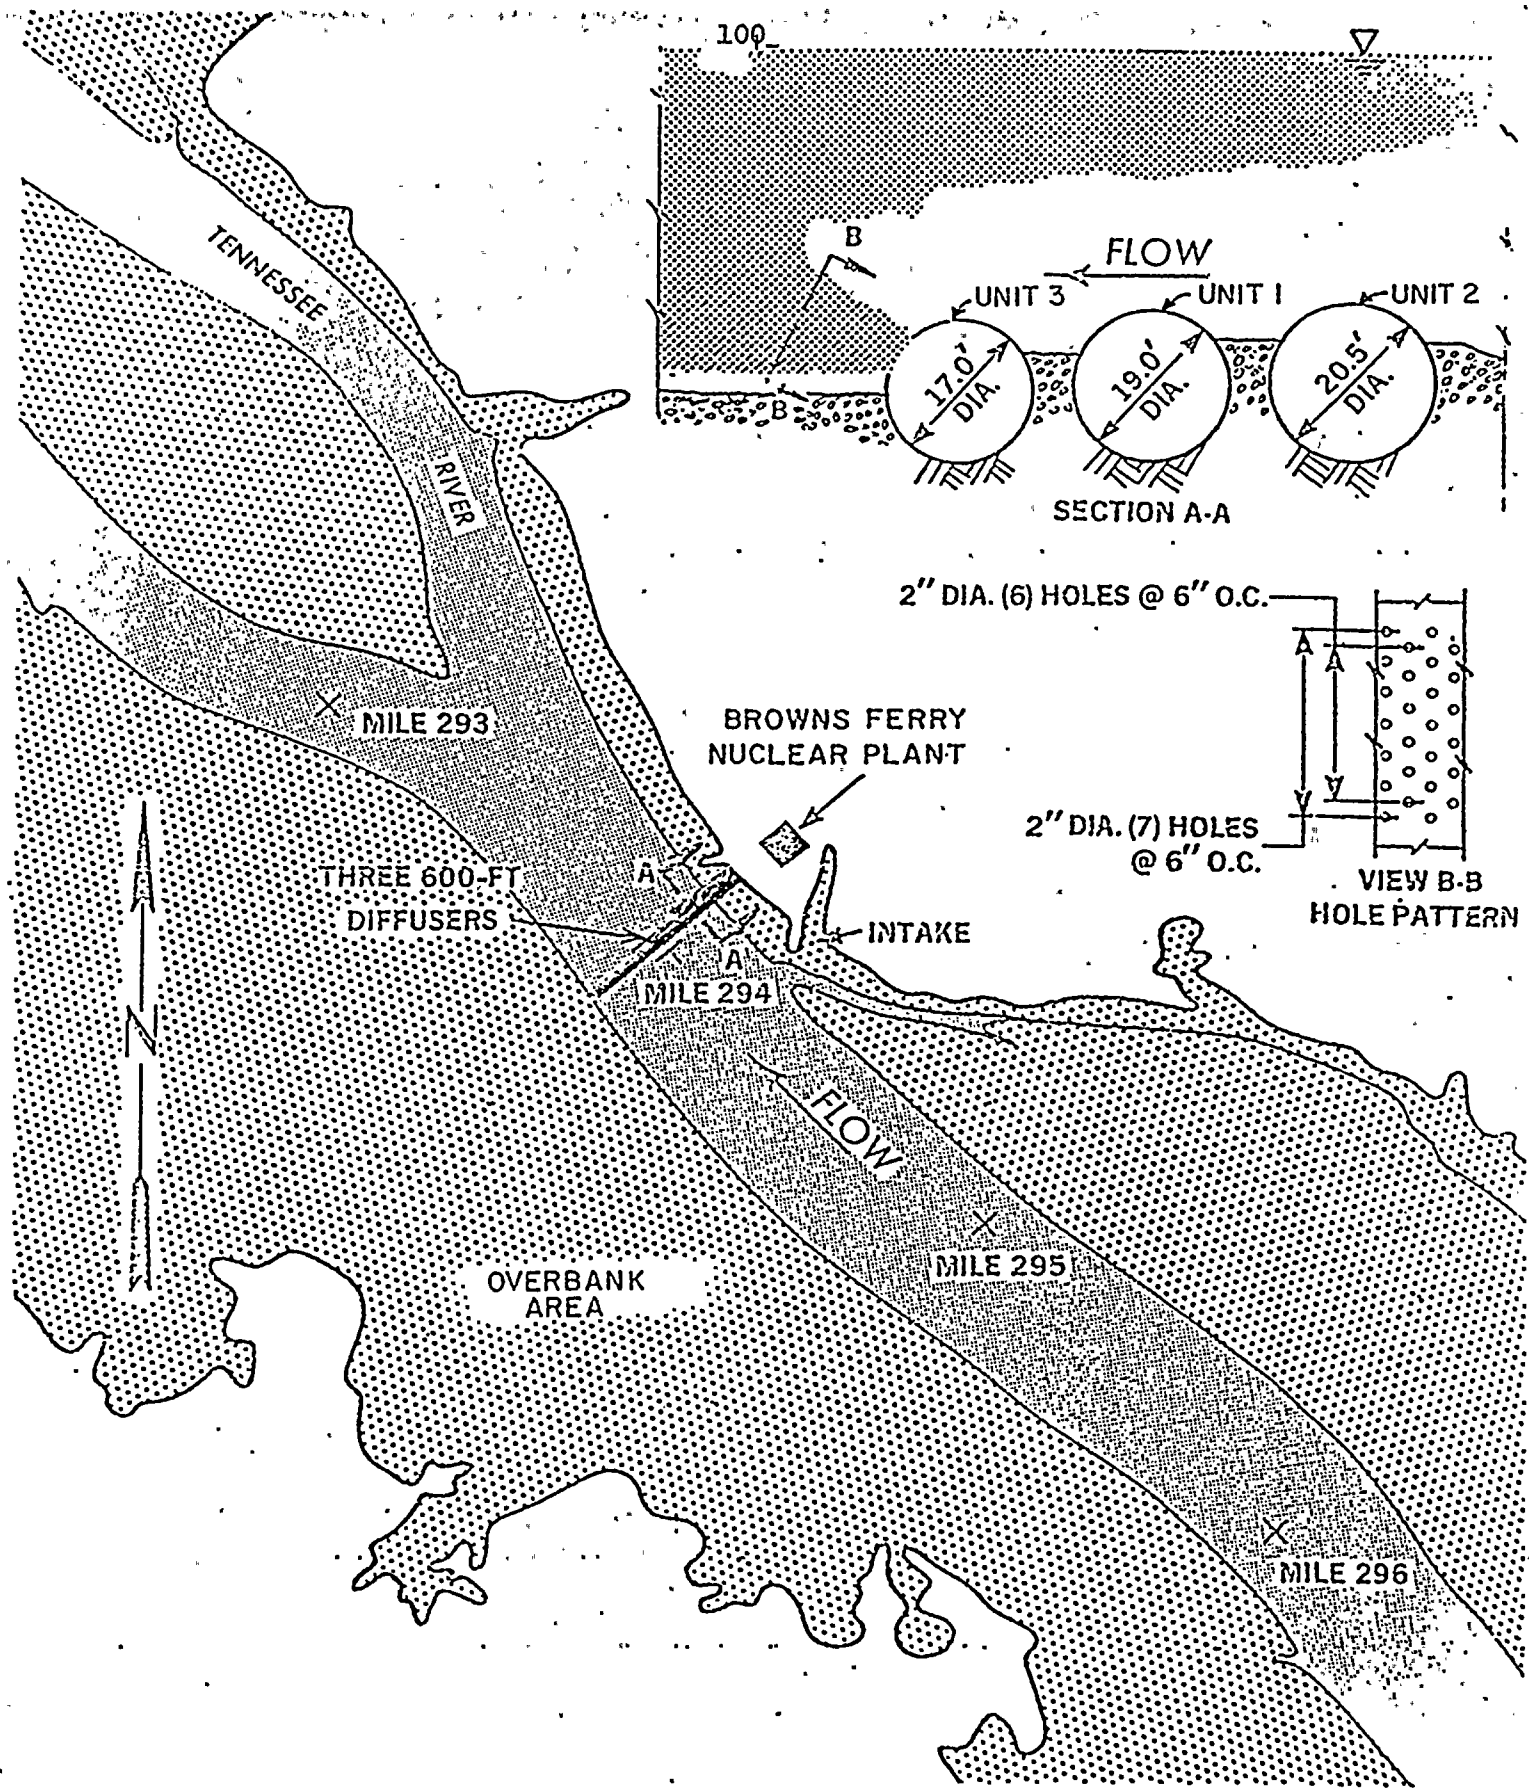 100
B
FLOW
UNIT 3
UNIT 1
UNIT 2
17.0'
DIA.
19.0'
DIA.
20.5'
DIA.
B
SECTION A-A
TENNESSEE
RIVER
2" DIA. (6) HOLES @ 6" O.C.
2" DIA. (7) HOLES
@ 6" O.C.
VIEW B-B
HOLE PATTERN
MILE 293
BROWNS FERRY
NUCLEAR PLANT
THREE 600-FT
DIFFUSERS
A
A
INTAKE
MILE 294
N
FLOW
MILE 295
OVERBANK
AREA
MILE 296